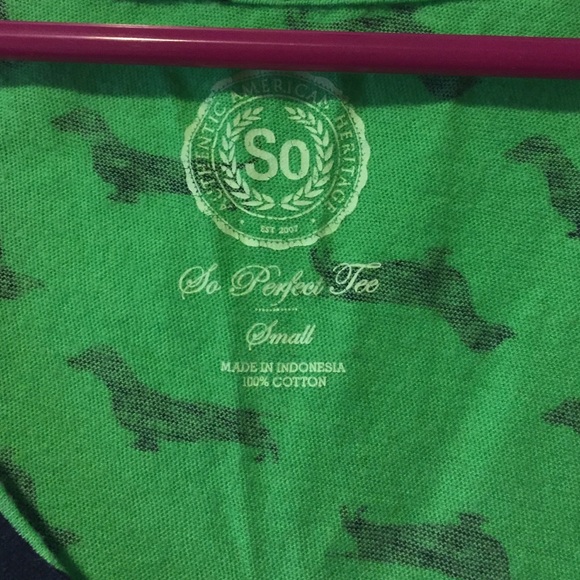 AUTHENTIC AMERICAN HERITAGE
So
EST 2007
So Perfect Tee
Small
MADE IN INDONESIA
100% COTTON